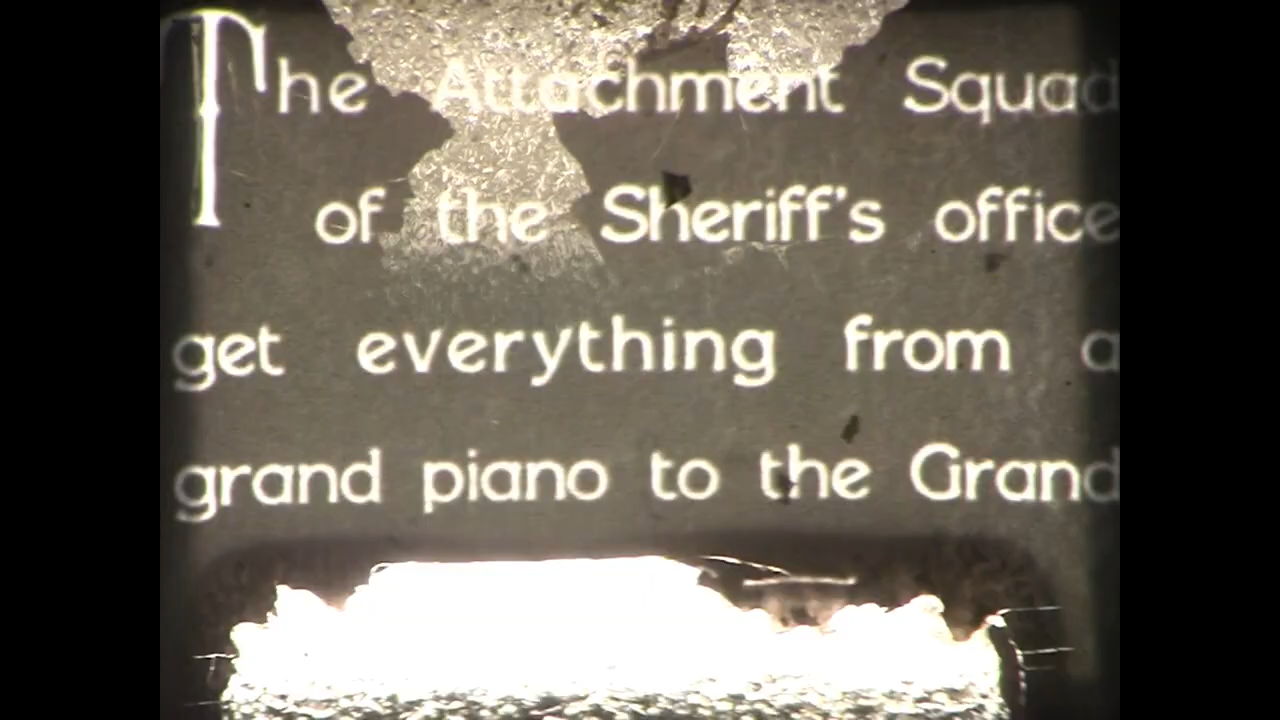 The Attachment Squad
of the Sheriff's office
get everything from a
grand piano to the Grand